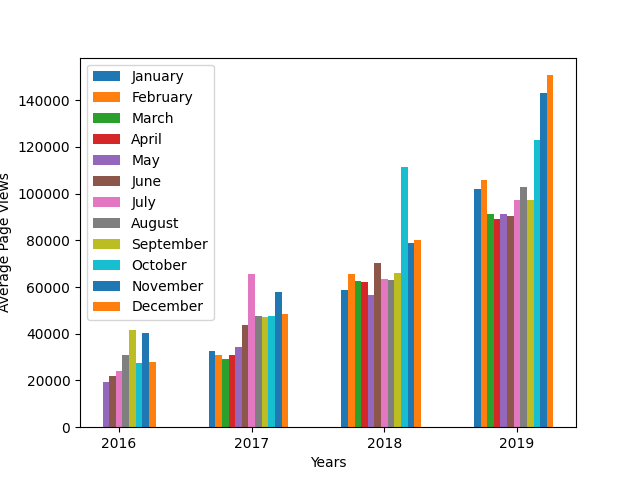 January
February
March
April
May
June
July
August
September
October
November
December
140000
120000
100000
80000
60000
40000
20000
0
2016 2017 2018 2019
Years
Average Page Views